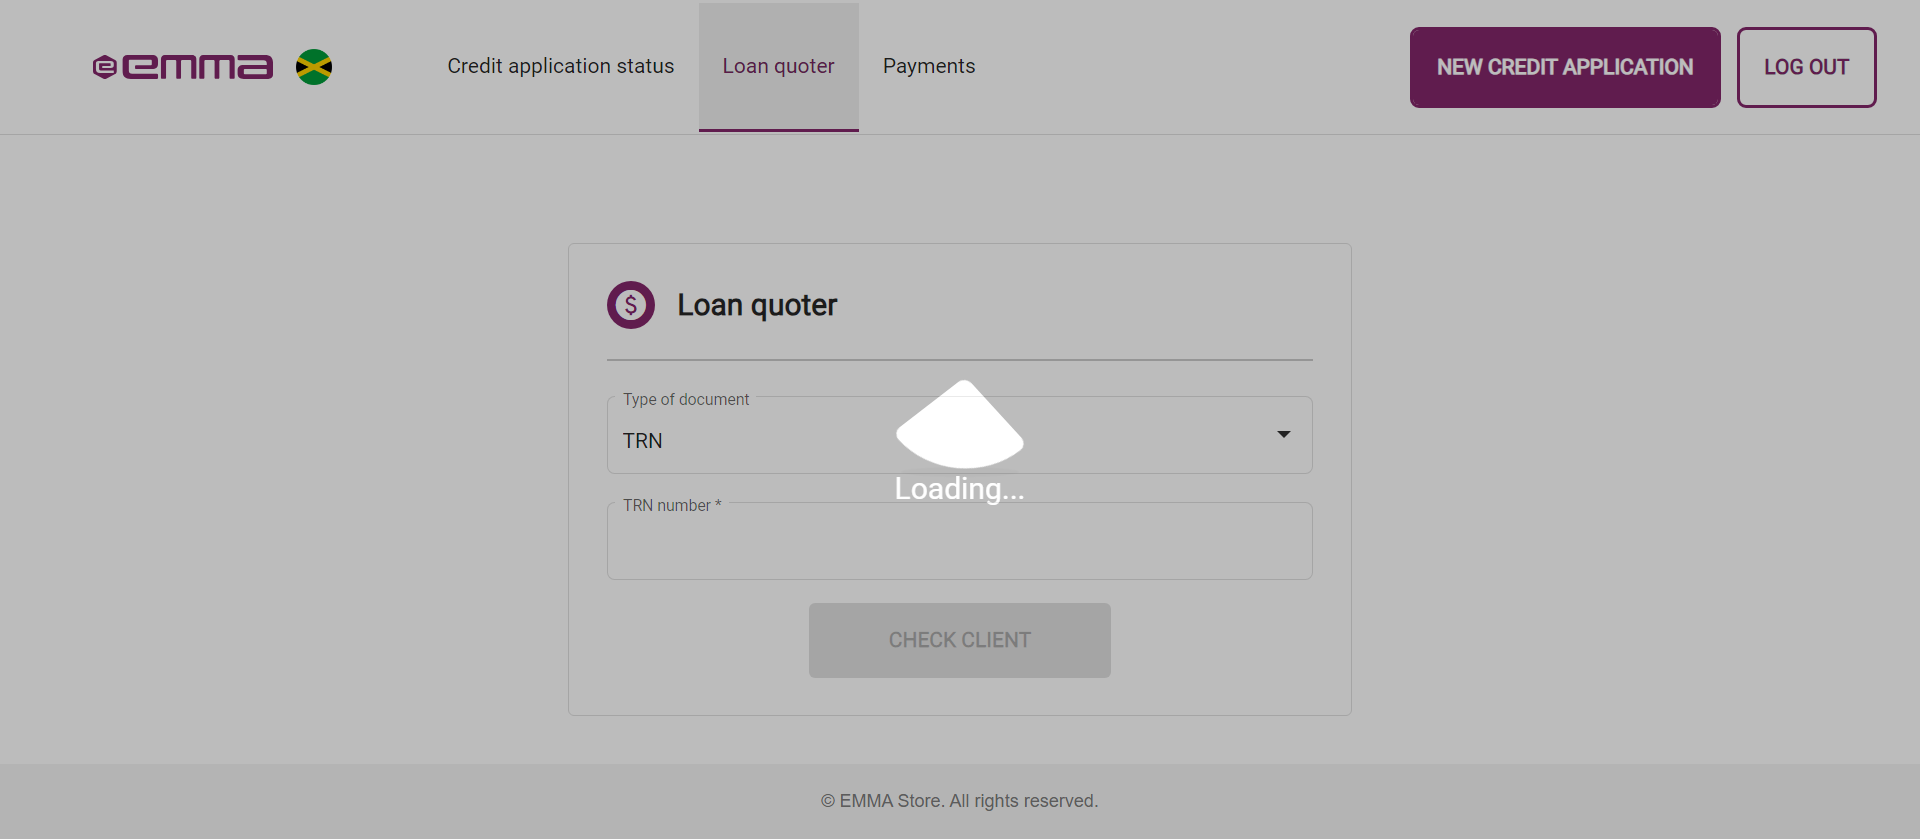 emma
Credit application status
Loan quoter
Payments
NEW CREDIT APPLICATION
LOG OUT
$ Loan quoter
Type of document
TRN
Loading...
TRN number *
CHECK CLIENT
© EMMA Store. All rights reserved.